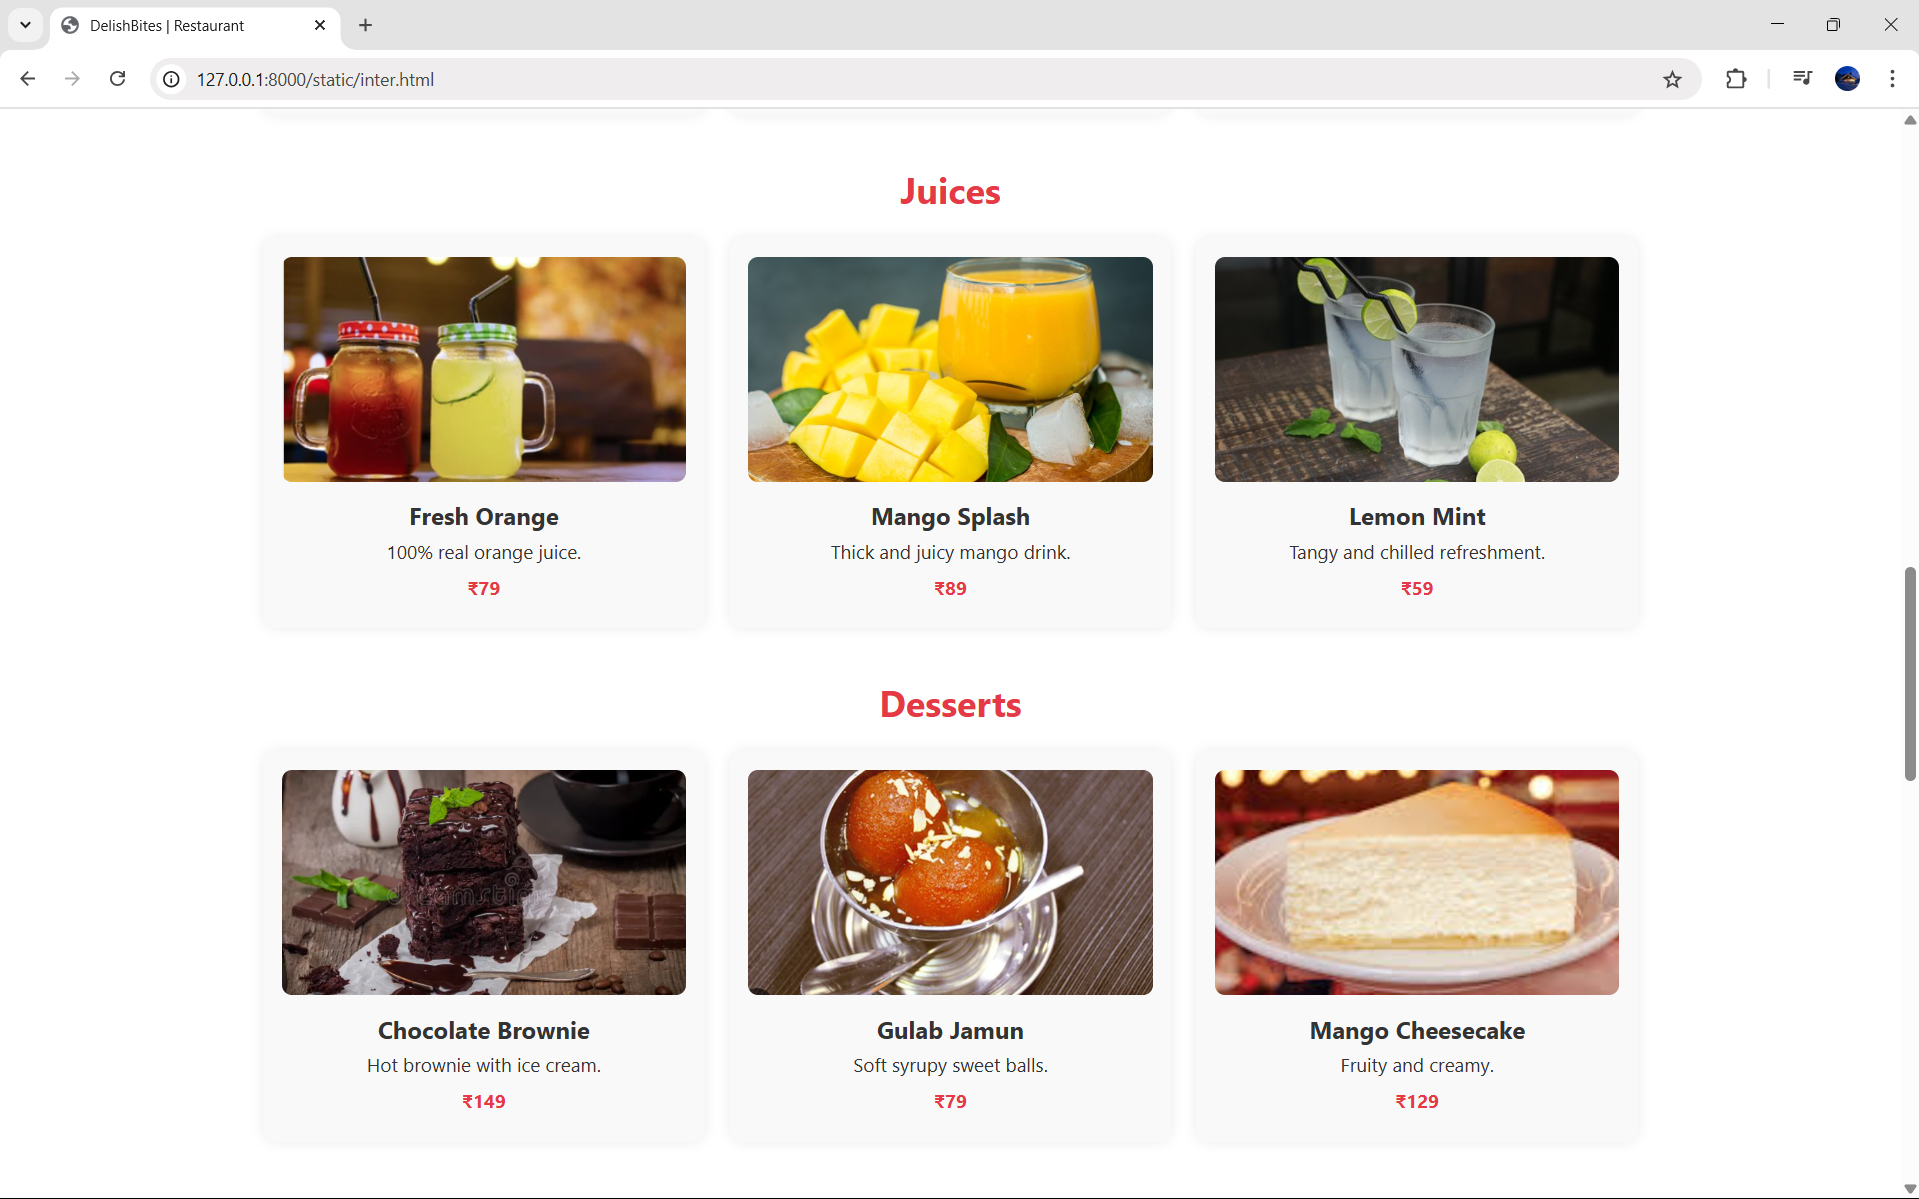 DelishBites | Restaurant
127.0.0.1:8000/static/inter.html
Juices
Fresh Orange
100% real orange juice.
₹79
Mango Splash
Thick and juicy mango drink.
₹89
Lemon Mint
Tangy and chilled refreshment.
₹59
Desserts
dreamstime
Chocolate Brownie
Hot brownie with ice cream.
₹149
Gulab Jamun
Soft syrupy sweet balls.
₹79
Mango Cheesecake
Fruity and creamy.
₹129